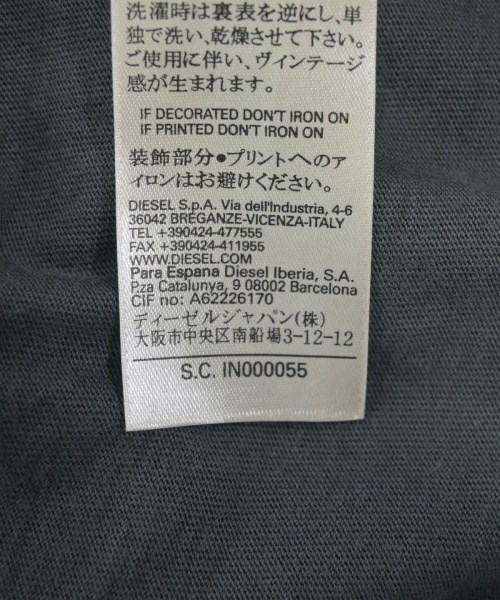 洗濯時は裏表を逆にし、単
独で洗い、乾燥させて下さい。
ご使用に伴い、ヴィンテージ
感が生まれます。
IF DECORATED DON'T IRON ON
IF PRINTED DON'T IRON ON
装飾部分●プリントへのア
イロンはお避けください。
DIESEL S.p.A. Via dell'Industria, 4-6
36042 BREGANZE-VICENZA-ITALY
TEL +390424-477555
FAX +390424-411955
WWW.DIESEL.COM
Para Espana Diesel Iberia, S.A.
P.za Catalunya, 9 08002 Barcelona
CIF no: A62226170
ディーゼルジャパン(株)
大阪市中央区南船場3-12-12
S.C. IN000055